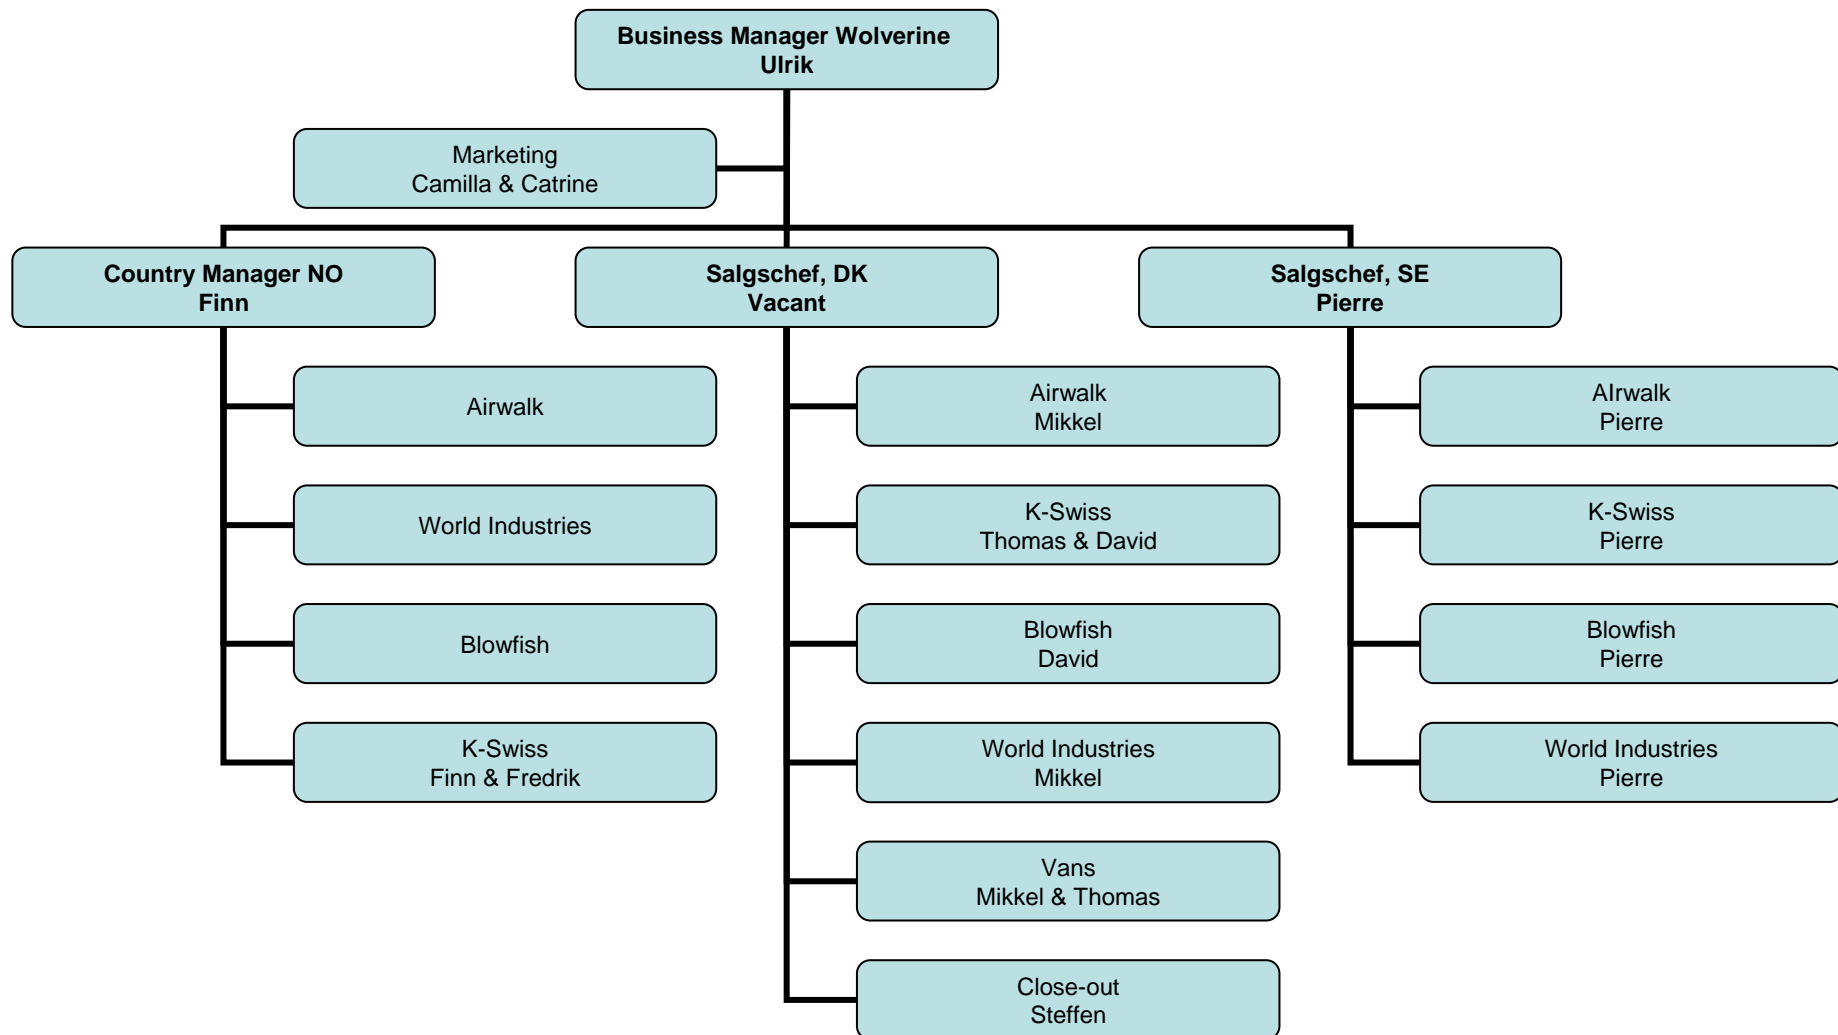 Business Manager Wolverine
Ulrik
Marketing
Camilla & Catrine
Country Manager NO
Finn
Salgschef, DK
Vacant
Salgschef, SE
Pierre
Airwalk
World Industries
Blowfish
K-Swiss
Finn & Fredrik
Airwalk
Mikkel
K-Swiss
Thomas & David
Blowfish
David
World Industries
Mikkel
Vans
Mikkel & Thomas
Close-out
Steffen
AIrwalk
Pierre
K-Swiss
Pierre
Blowfish
Pierre
World Industries
Pierre